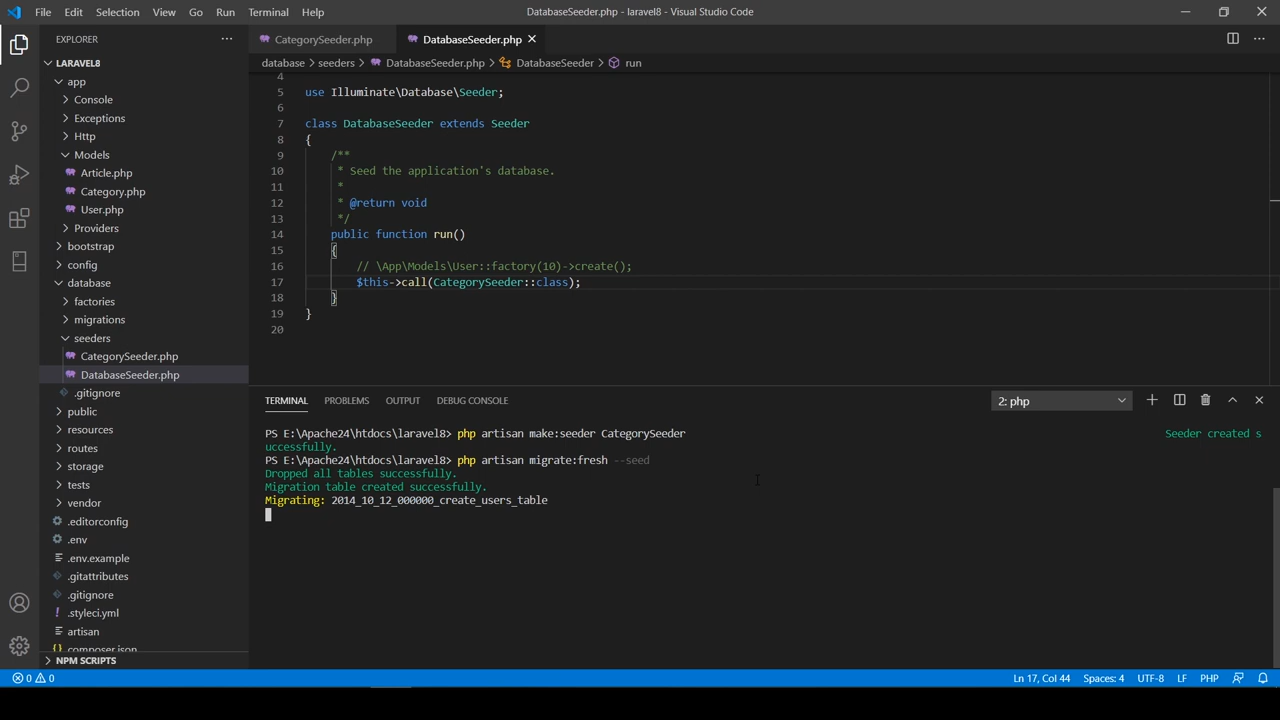 File Edit Selection View Go Run Terminal Help
DatabaseSeeder.php - laravel8 - Visual Studio Code
EXPLORER
LARAVEL8
app
Console
Exceptions
Http
Models
Article.php
Category.php
User.php
Providers
bootstrap
config
database
factories
migrations
seeders
CategorySeeder.php
DatabaseSeeder.php
.gitignore
public
resources
routes
storage
tests
vendor
.editorconfig
.env
.env.example
.gitattributes
.gitignore
.styleci.yml
artisan
composer.json
NPM SCRIPTS
CategorySeeder.php DatabaseSeeder.php
database > seeders > DatabaseSeeder.php > DatabaseSeeder > run
4
5 use Illuminate\Database\Seeder;
6
7 class DatabaseSeeder extends Seeder
8 {
9 /**
10 * Seed the application's database.
11 *
12 * @return void
13 */
14 public function run()
15 {
16 // \App\Models\User::factory(10)->create();
17 $this->call(CategorySeeder::class);
18 }
19 }
20
TERMINAL PROBLEMS OUTPUT DEBUG CONSOLE
2: php
PS E:\Apache24\htdocs\laravel8> php artisan make:seeder CategorySeeder Seeder created s
uccessfully.
PS E:\Apache24\htdocs\laravel8> php artisan migrate:fresh --seed
Dropped all tables successfully.
Migration table created successfully.
Migrating: 2014_10_12_000000_create_users_table
0 0
Ln 17, Col 44 Spaces: 4 UTF-8 LF PHP